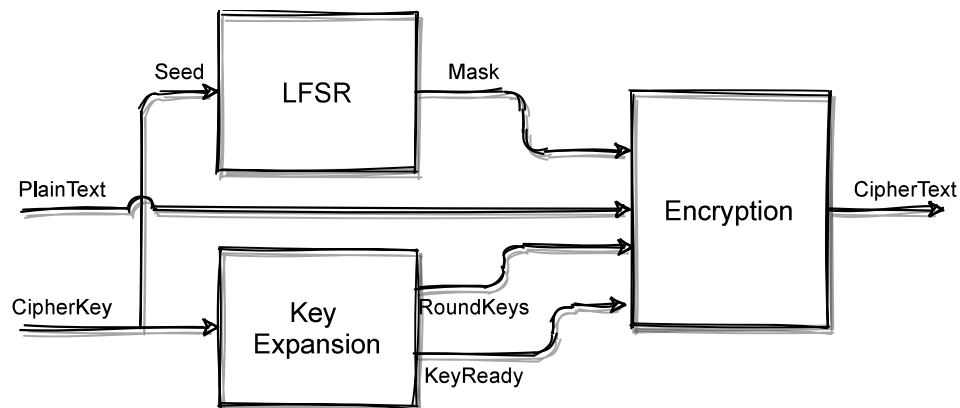 Seed
LFSR
Mask
PlainText
Encryption
CipherText
CipherKey
Key
Expansion
RoundKeys
KeyReady